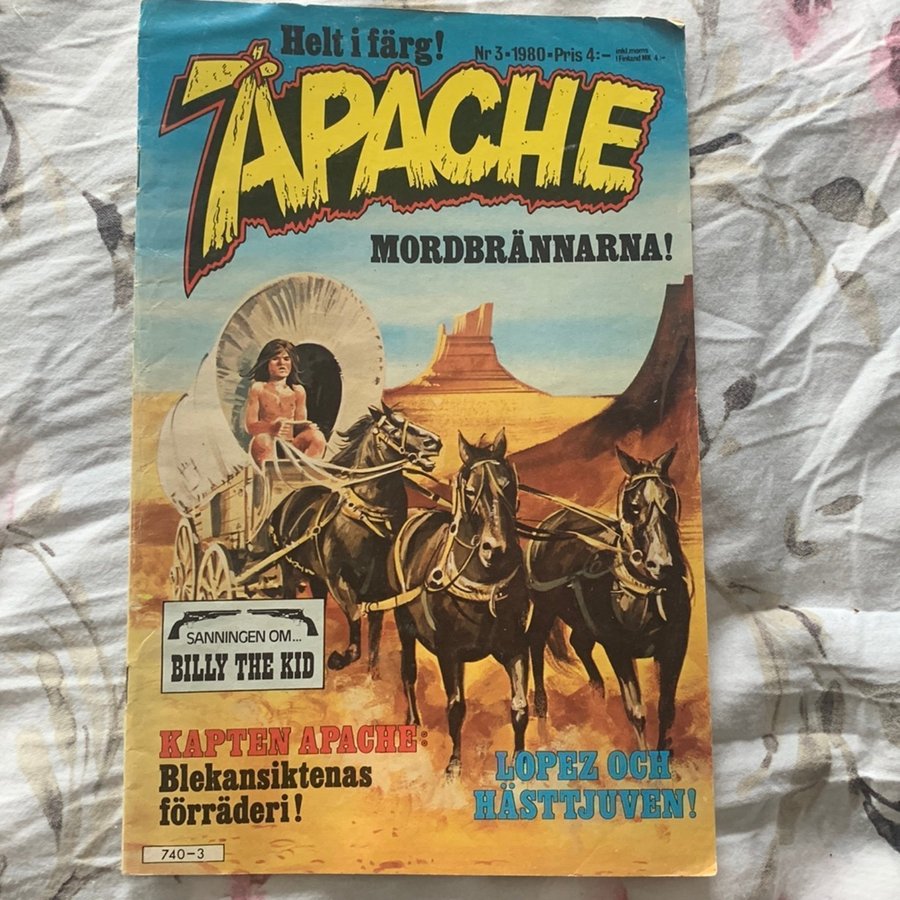 Helt i färg!
Nr 3▪1980▪Pris 4:- inkl. moms
I Finland MK 4:-
APACHE
MORDBRÄNNARNA!
SANNINGEN OM...
BILLY THE KID
KAPTEN APACHE:
Blekansiktenas
förräderi!
LOPEZ OCH
HÄSTTJUVEN!
740-3